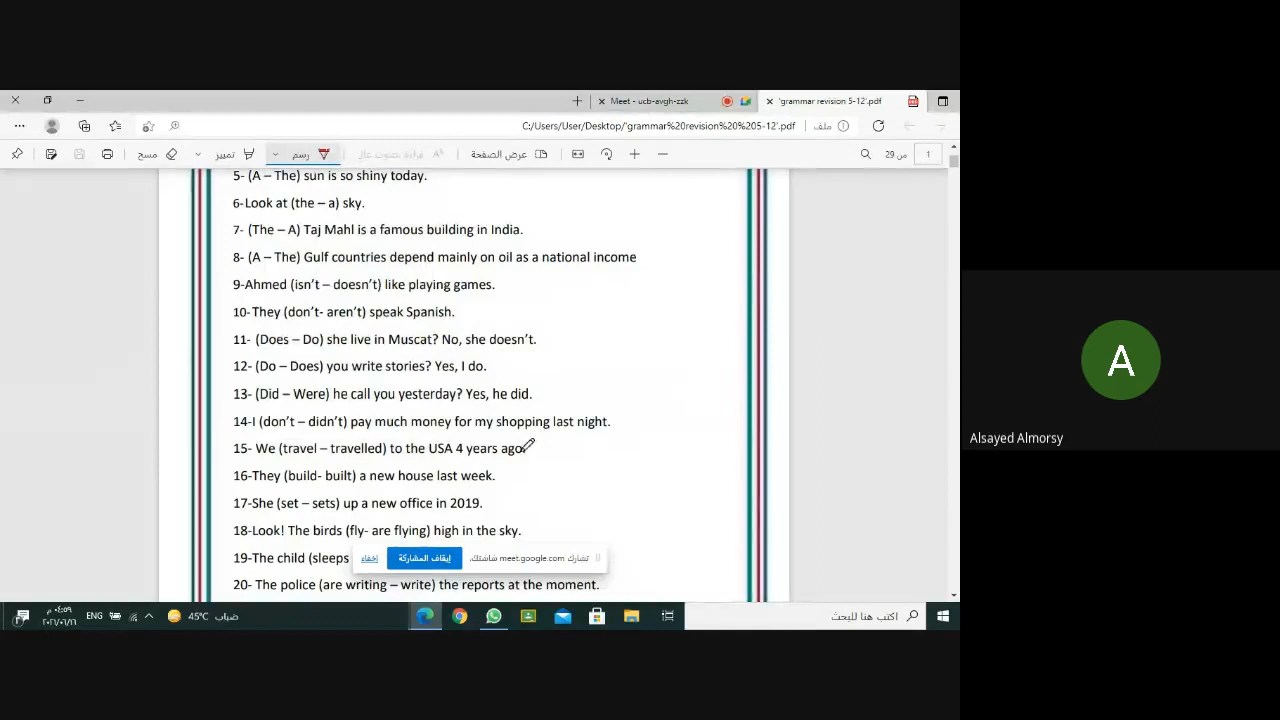 Meet - ucb-avgh-zzk
'grammar revision 5-12'.pdf
C:/Users/User/Desktop/'grammar%20revision%20%205-12'.pdf
ملف
مسح
تمييز
رسم
قراءة بصوت عالٍ
عرض الصفحة
من 29
1
5- (A – The) sun is so shiny today.
6-Look at (the – a) sky.
7- (The – A) Taj Mahl is a famous building in India.
8- (A – The) Gulf countries depend mainly on oil as a national income
9-Ahmed (isn't – doesn't) like playing games.
10-They (don't- aren't) speak Spanish.
11- (Does – Do) she live in Muscat? No, she doesn't.
12- (Do – Does) you write stories? Yes, I do.
13- (Did – Were) he call you yesterday? Yes, he did.
14-I (don't – didn't) pay much money for my shopping last night.
15- We (travel – travelled) to the USA 4 years ago
16-They (build- built) a new house last week.
17-She (set – sets) up a new office in 2019.
18-Look! The birds (fly- are flying) high in the sky.
19-The child (sleeps
تشارك meet.google.com شاشتك.
إيقاف المشاركة
إخفاء
20- The police (are writing – write) the reports at the moment.
A
Alsayed Almorsy
ENG
45°C ضباب
اكتب هنا للبحث